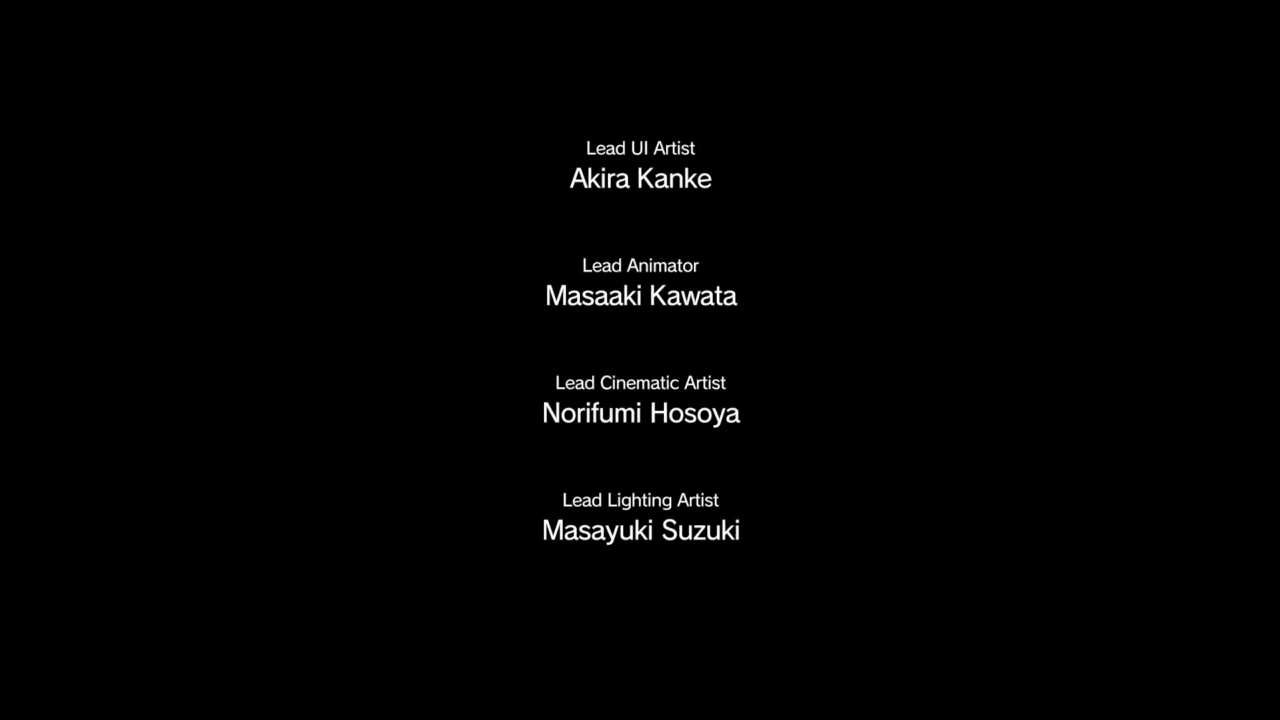 Lead UI Artist
Akira Kanke
Lead Animator
Masaaki Kawata
Lead Cinematic Artist
Norifumi Hosoya
Lead Lighting Artist
Masayuki Suzuki